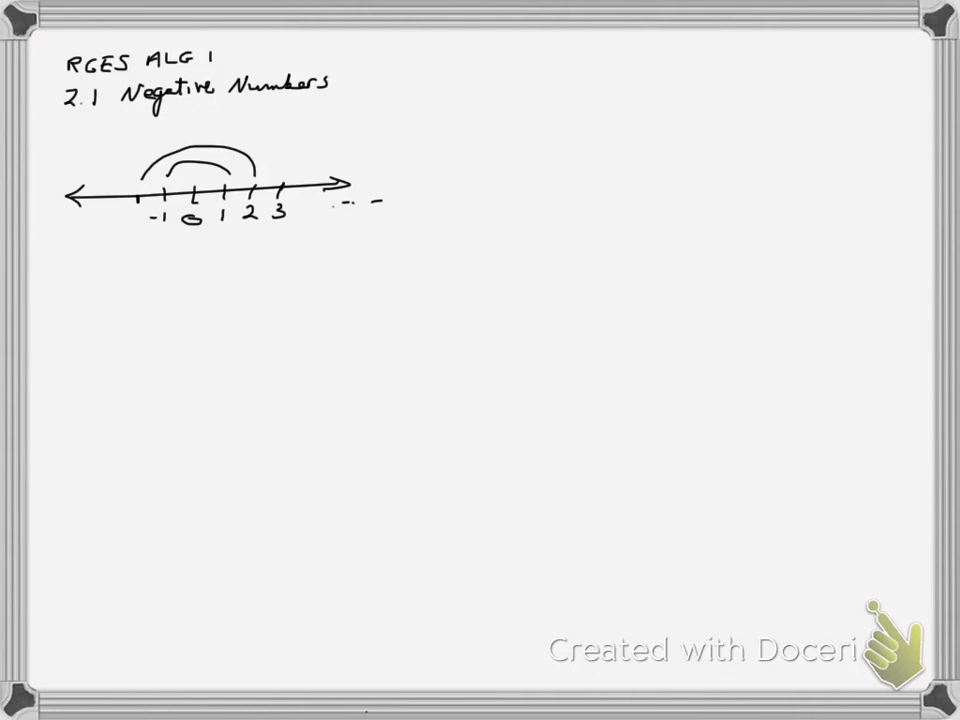 RGES ALG 1
2.1 Negative Numbers
-1 0 1 2 3
Created with Doceri